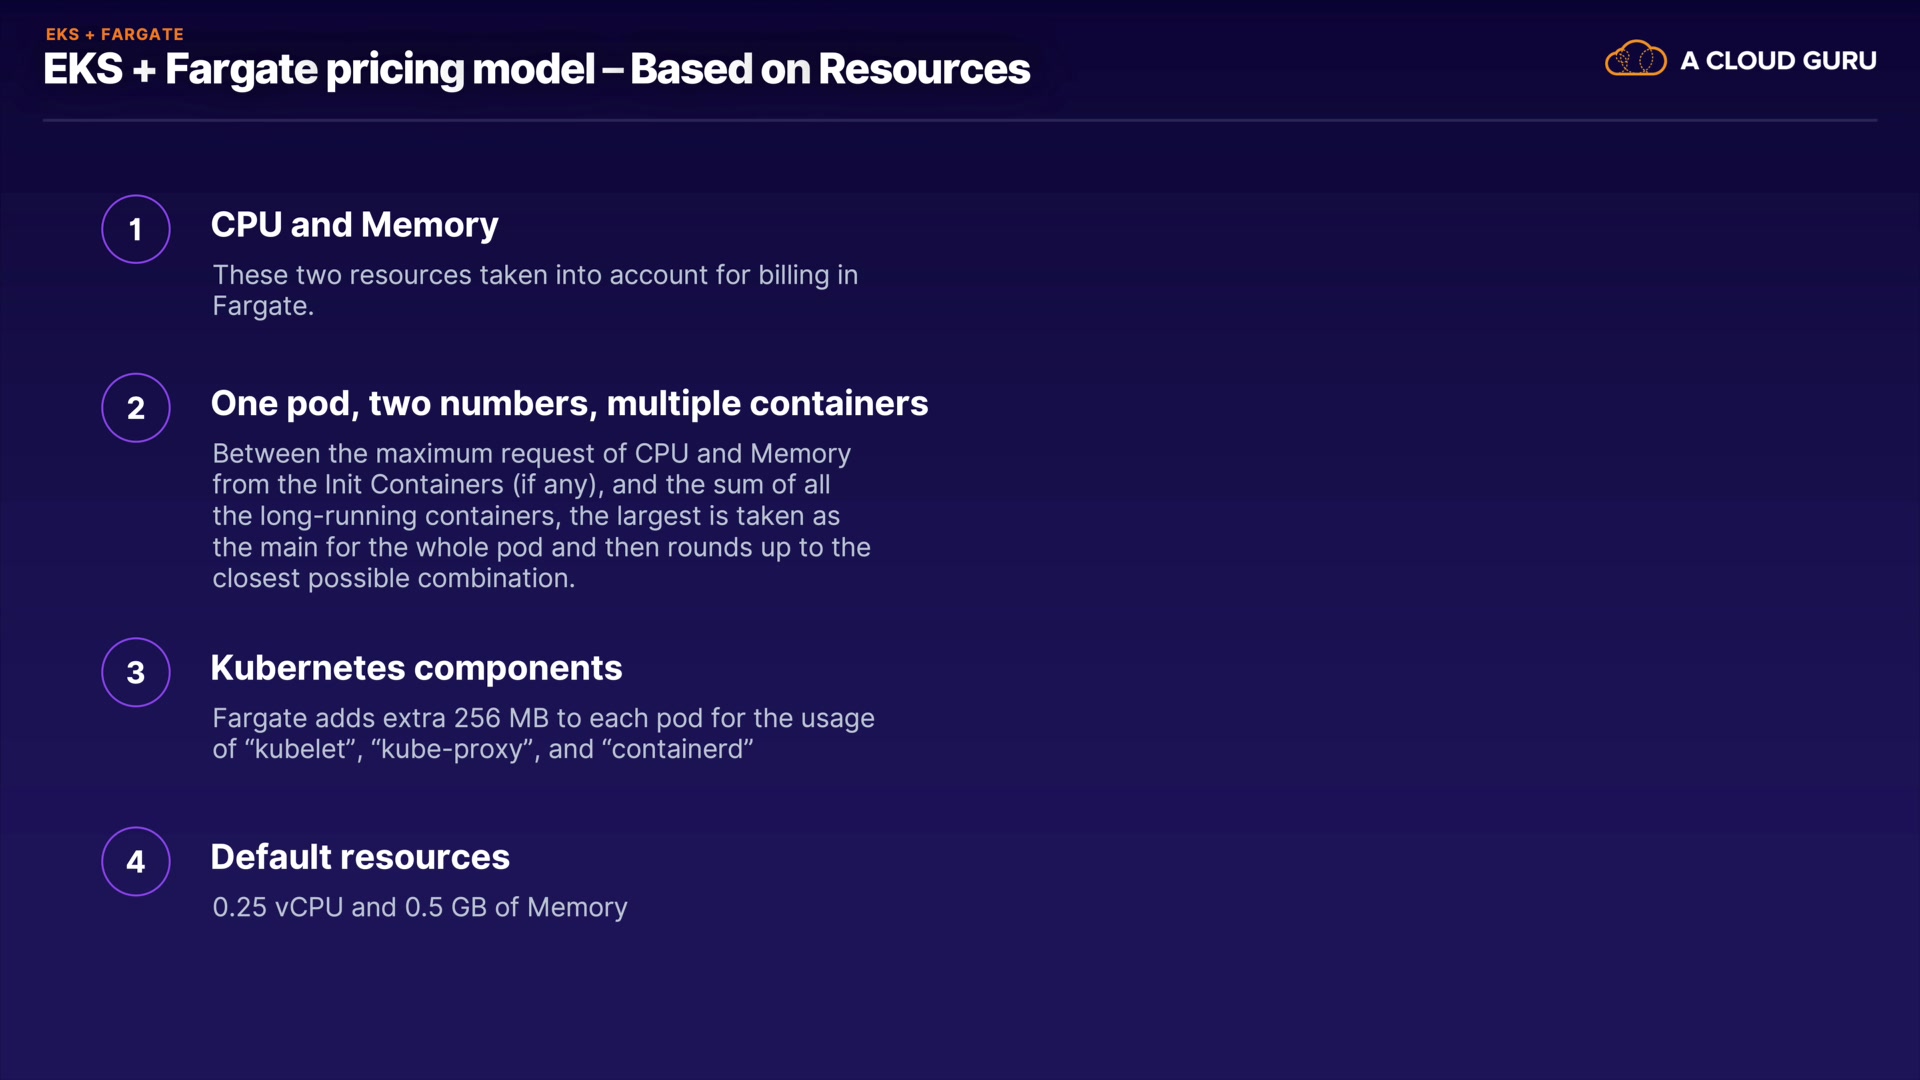 EKS + FARGATE
EKS + Fargate pricing model – Based on Resources
A CLOUD GURU
1
CPU and Memory
These two resources taken into account for billing in
Fargate.
2
One pod, two numbers, multiple containers
Between the maximum request of CPU and Memory
from the Init Containers (if any), and the sum of all
the long-running containers, the largest is taken as
the main for the whole pod and then rounds up to the
closest possible combination.
3
Kubernetes components
Fargate adds extra 256 MB to each pod for the usage
of “kubelet”, “kube-proxy”, and “containerd”
4
Default resources
0.25 vCPU and 0.5 GB of Memory